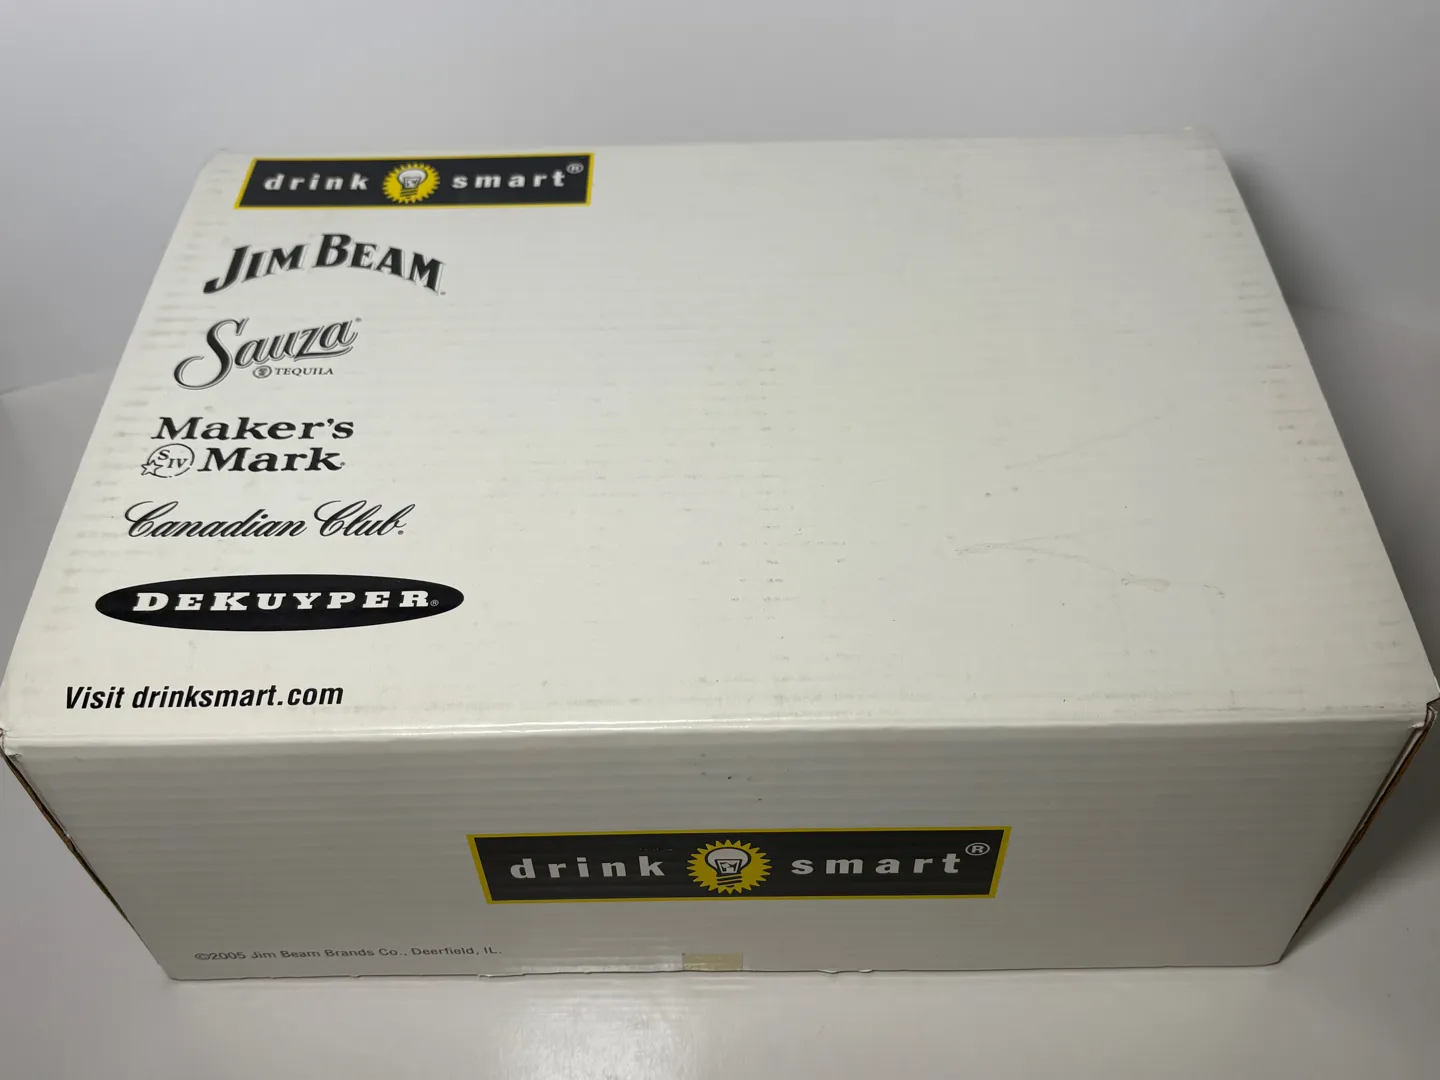 drink smart®
JIM BEAM
Sauza®
S TEQUILA
Maker's
SIV Mark
Canadian Club.
DEKUYPER®
Visit drinksmart.com
drink smart®
©2005 Jim Beam Brands Co., Deerfield, IL.